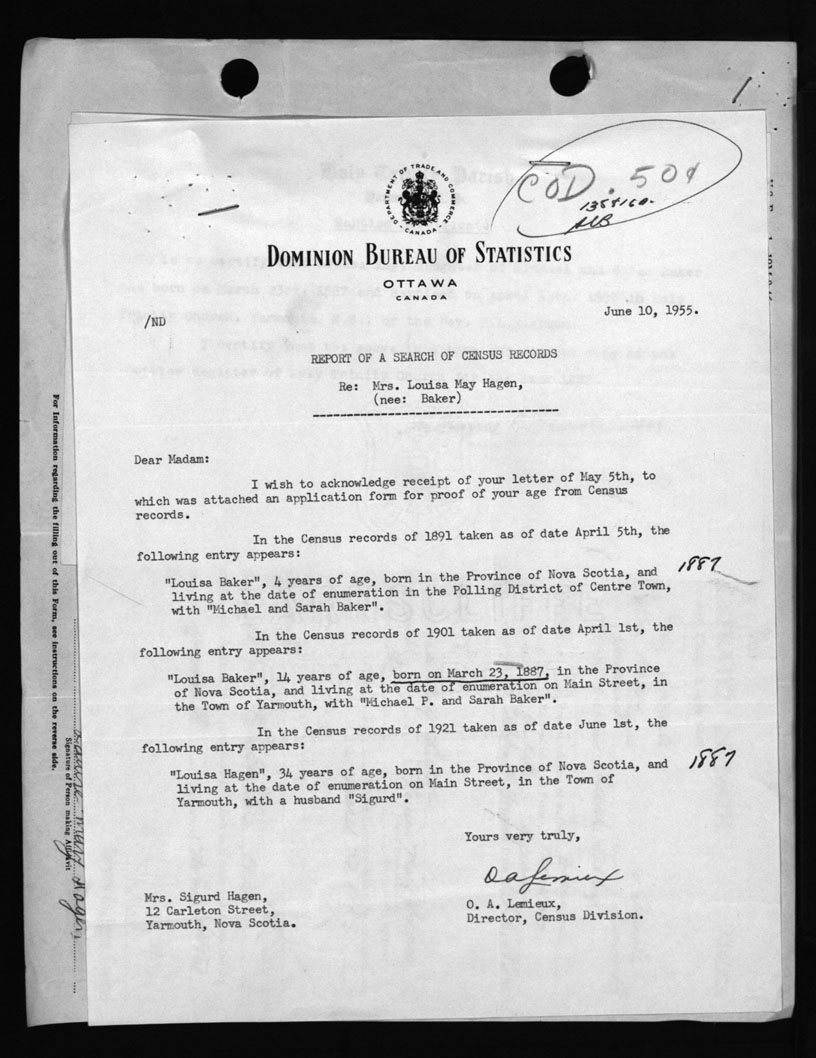 COD. 50¢
DEPARTMENT OF TRADE AND COMMERCE
- CANADA -
DOMINION BUREAU OF STATISTICS
OTTAWA
CANADA
/ND
June 10, 1955.
REPORT OF A SEARCH OF CENSUS RECORDS
Re: Mrs. Louisa May Hagen,
(nee: Baker)
Dear Madam:
I wish to acknowledge receipt of your letter of May 5th, to
which was attached an application form for proof of your age from Census
records.
In the Census records of 1891 taken as of date April 5th, the
following entry appears:
"Louisa Baker", 4 years of age, born in the Province of Nova Scotia, and
living at the date of enumeration in the Polling District of Centre Town,
with "Michael and Sarah Baker".
1887
In the Census records of 1901 taken as of date April 1st, the
following entry appears:
"Louisa Baker", 14 years of age, born on March 23, 1887, in the Province
of Nova Scotia, and living at the date of enumeration on Main Street, in
the Town of Yarmouth, with "Michael P. and Sarah Baker".
In the Census records of 1921 taken as of date June 1st, the
following entry appears:
"Louisa Hagen", 34 years of age, born in the Province of Nova Scotia, and
living at the date of enumeration on Main Street, in the Town of
Yarmouth, with a husband "Sigurd".
1887
Yours very truly,
O A Lemieux
O. A. Lemieux,
Director, Census Division.
Mrs. Sigurd Hagen,
12 Carleton Street,
Yarmouth, Nova Scotia.
For Information regarding the filling out of this Form, see instructions on the reverse side.
Signature of Person making Affidavit